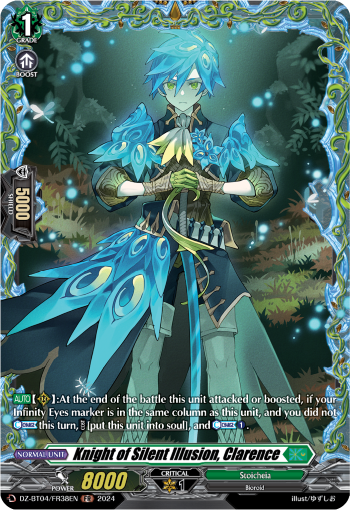 1
GRADE
BOOST
5000
SHIELD
AUTO 1:At the end of the battle this unit attacked or boosted, if your
Infinity Eyes marker is in the same column as this unit, and you did not
this turn, [put this unit into soul], and 1 .
NORMAL UNIT Knight of Silent Illusion, Clarence
POWER 8000 CRITICAL 1 Stoicheia
Bioroid
DZ-BT04/FR38EN FR 2024 illust/ゆずしお